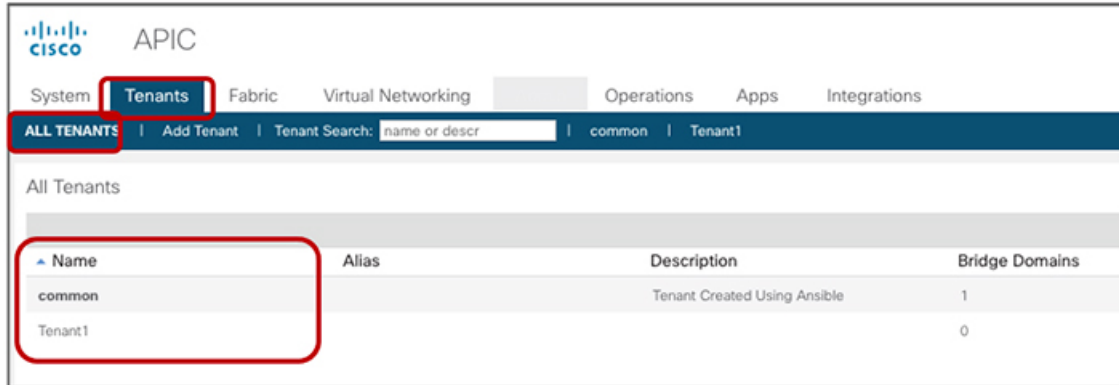 CISCO APIC
System Tenants Fabric Virtual Networking Operations Apps Integrations
ALL TENANTS | Add Tenant | Tenant Search: name or descr | common | Tenant1
All Tenants
Name Alias Description Bridge Domains
common Tenant Created Using Ansible 1
Tenant1 0